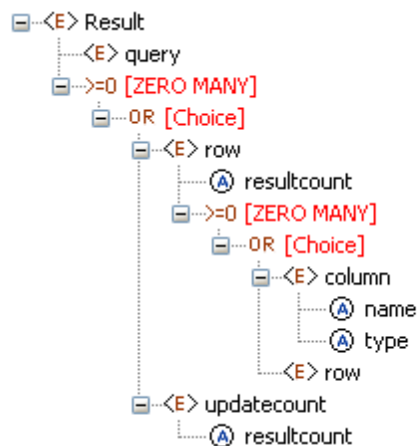 <E> Result
<E> query
>=0 [ZERO MANY]
OR [Choice]
<E> row
A resultcount
>=0 [ZERO MANY]
OR [Choice]
<E> column
A name
A type
<E> row
<E> updatecount
A resultcount